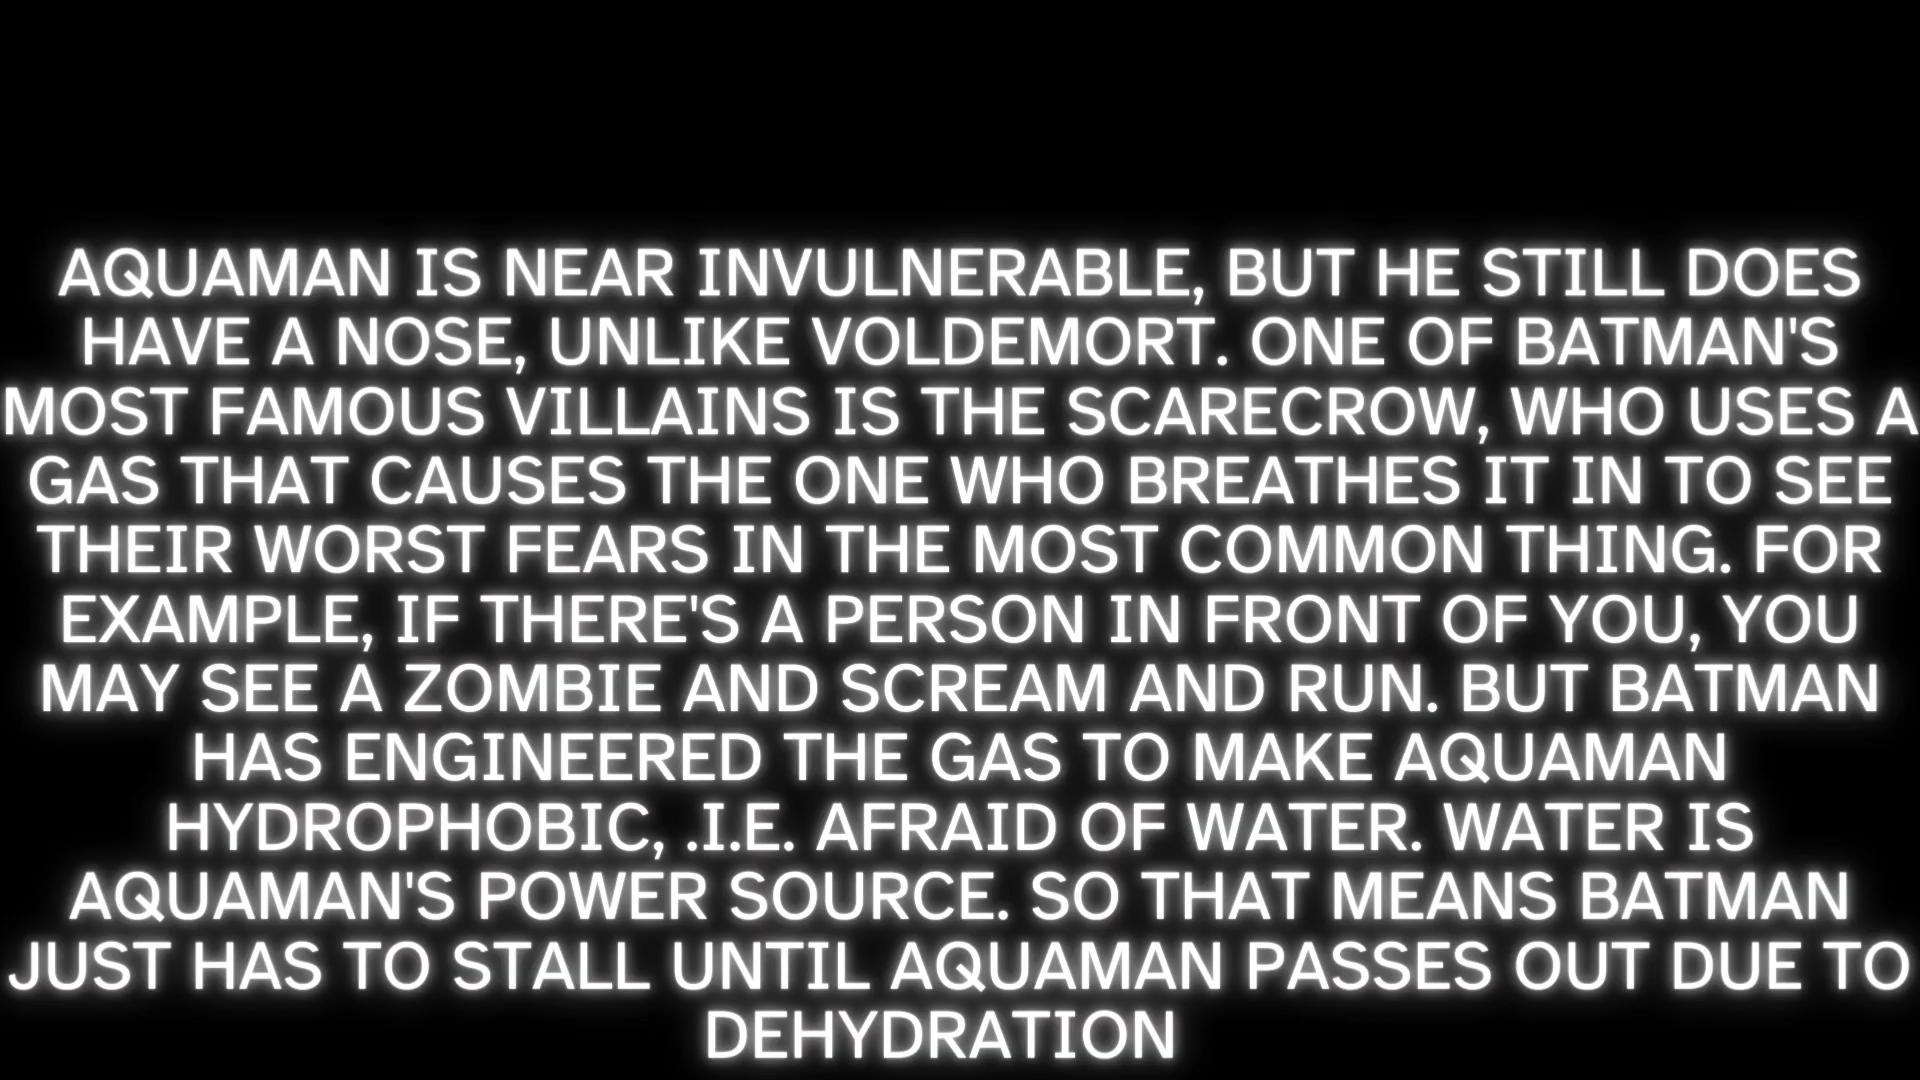 AQUAMAN IS NEAR INVULNERABLE, BUT HE STILL DOES
HAVE A NOSE, UNLIKE VOLDEMORT. ONE OF BATMAN'S
MOST FAMOUS VILLAINS IS THE SCARECROW, WHO USES A
GAS THAT CAUSES THE ONE WHO BREATHES IT IN TO SEE
THEIR WORST FEARS IN THE MOST COMMON THING. FOR
EXAMPLE, IF THERE'S A PERSON IN FRONT OF YOU, YOU
MAY SEE A ZOMBIE AND SCREAM AND RUN. BUT BATMAN
HAS ENGINEERED THE GAS TO MAKE AQUAMAN
HYDROPHOBIC, .I.E. AFRAID OF WATER. WATER IS
AQUAMAN'S POWER SOURCE. SO THAT MEANS BATMAN
JUST HAS TO STALL UNTIL AQUAMAN PASSES OUT DUE TO
DEHYDRATION